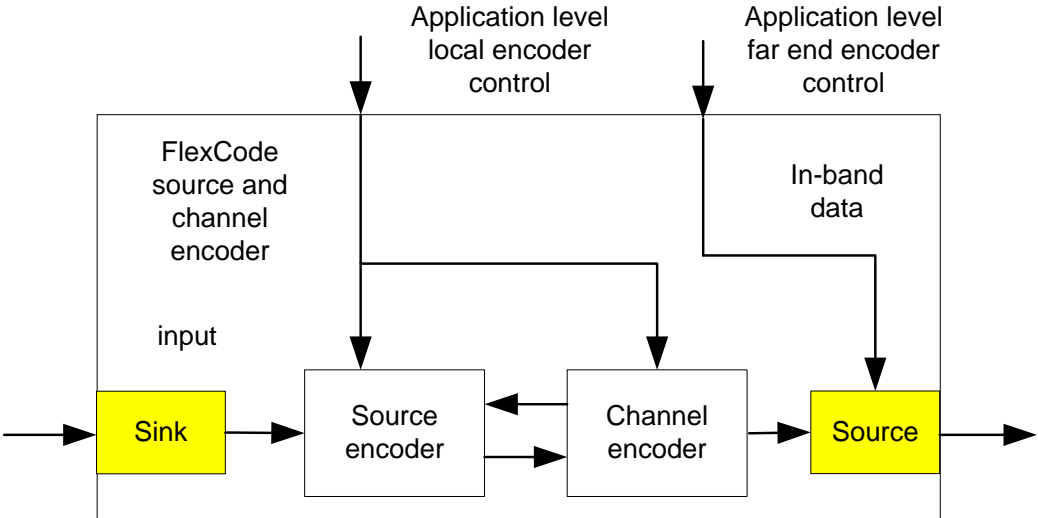 Application level
local encoder
control
Application level
far end encoder
control
FlexCode
source and
channel
encoder
In-band
data
input
Sink
Source
encoder
Channel
encoder
Source